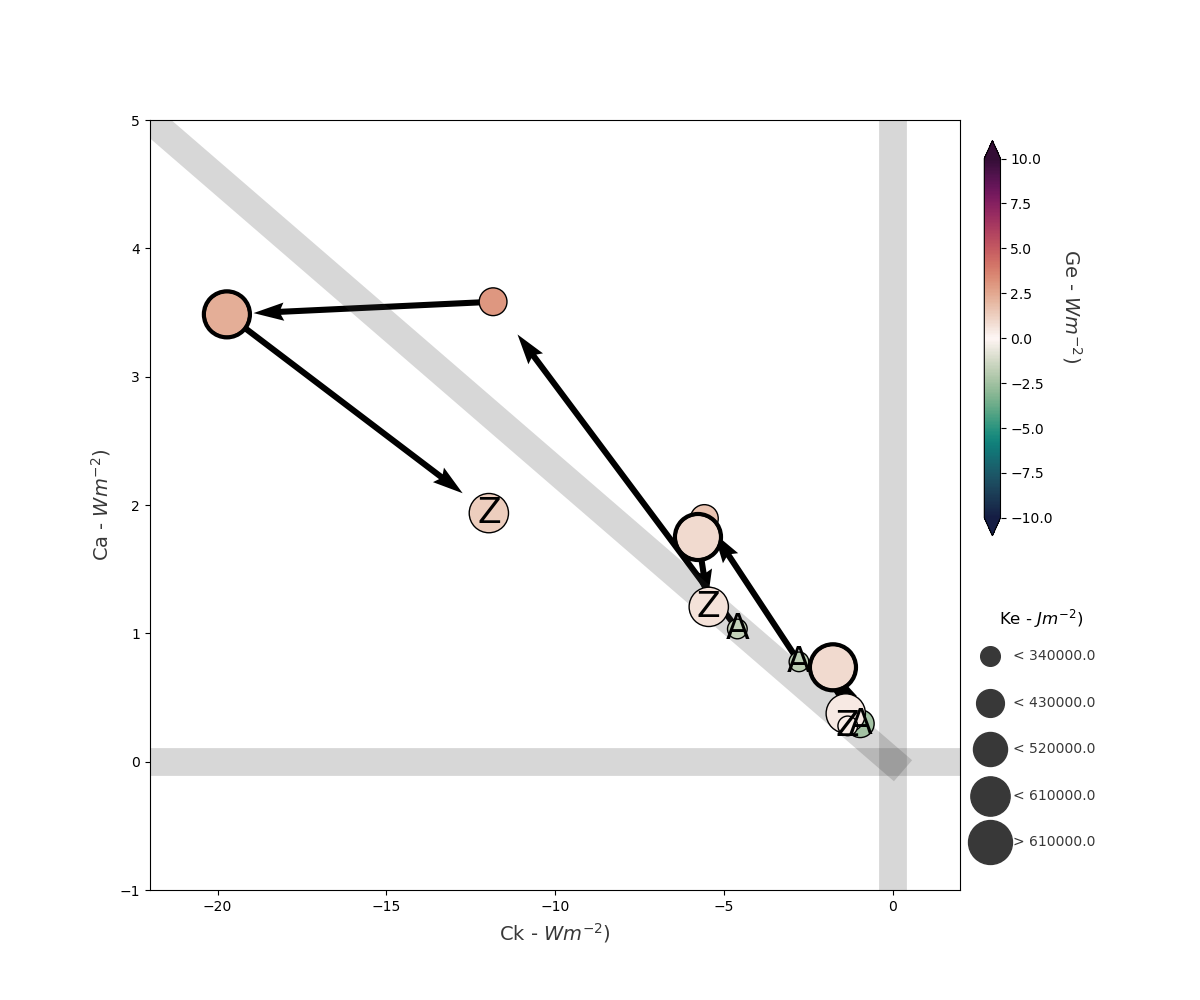 5
4
3
2
1
0
−1
Ca - Wm⁻²)
−20
−15
−10
−5
0
Ck - Wm⁻²)
Z
Z
A
A
Z
A
10.0
7.5
5.0
2.5
0.0
−2.5
−5.0
−7.5
−10.0
Ge - Wm⁻²)
Ke - Jm⁻²)
< 340000.0
< 430000.0
< 520000.0
< 610000.0
> 610000.0